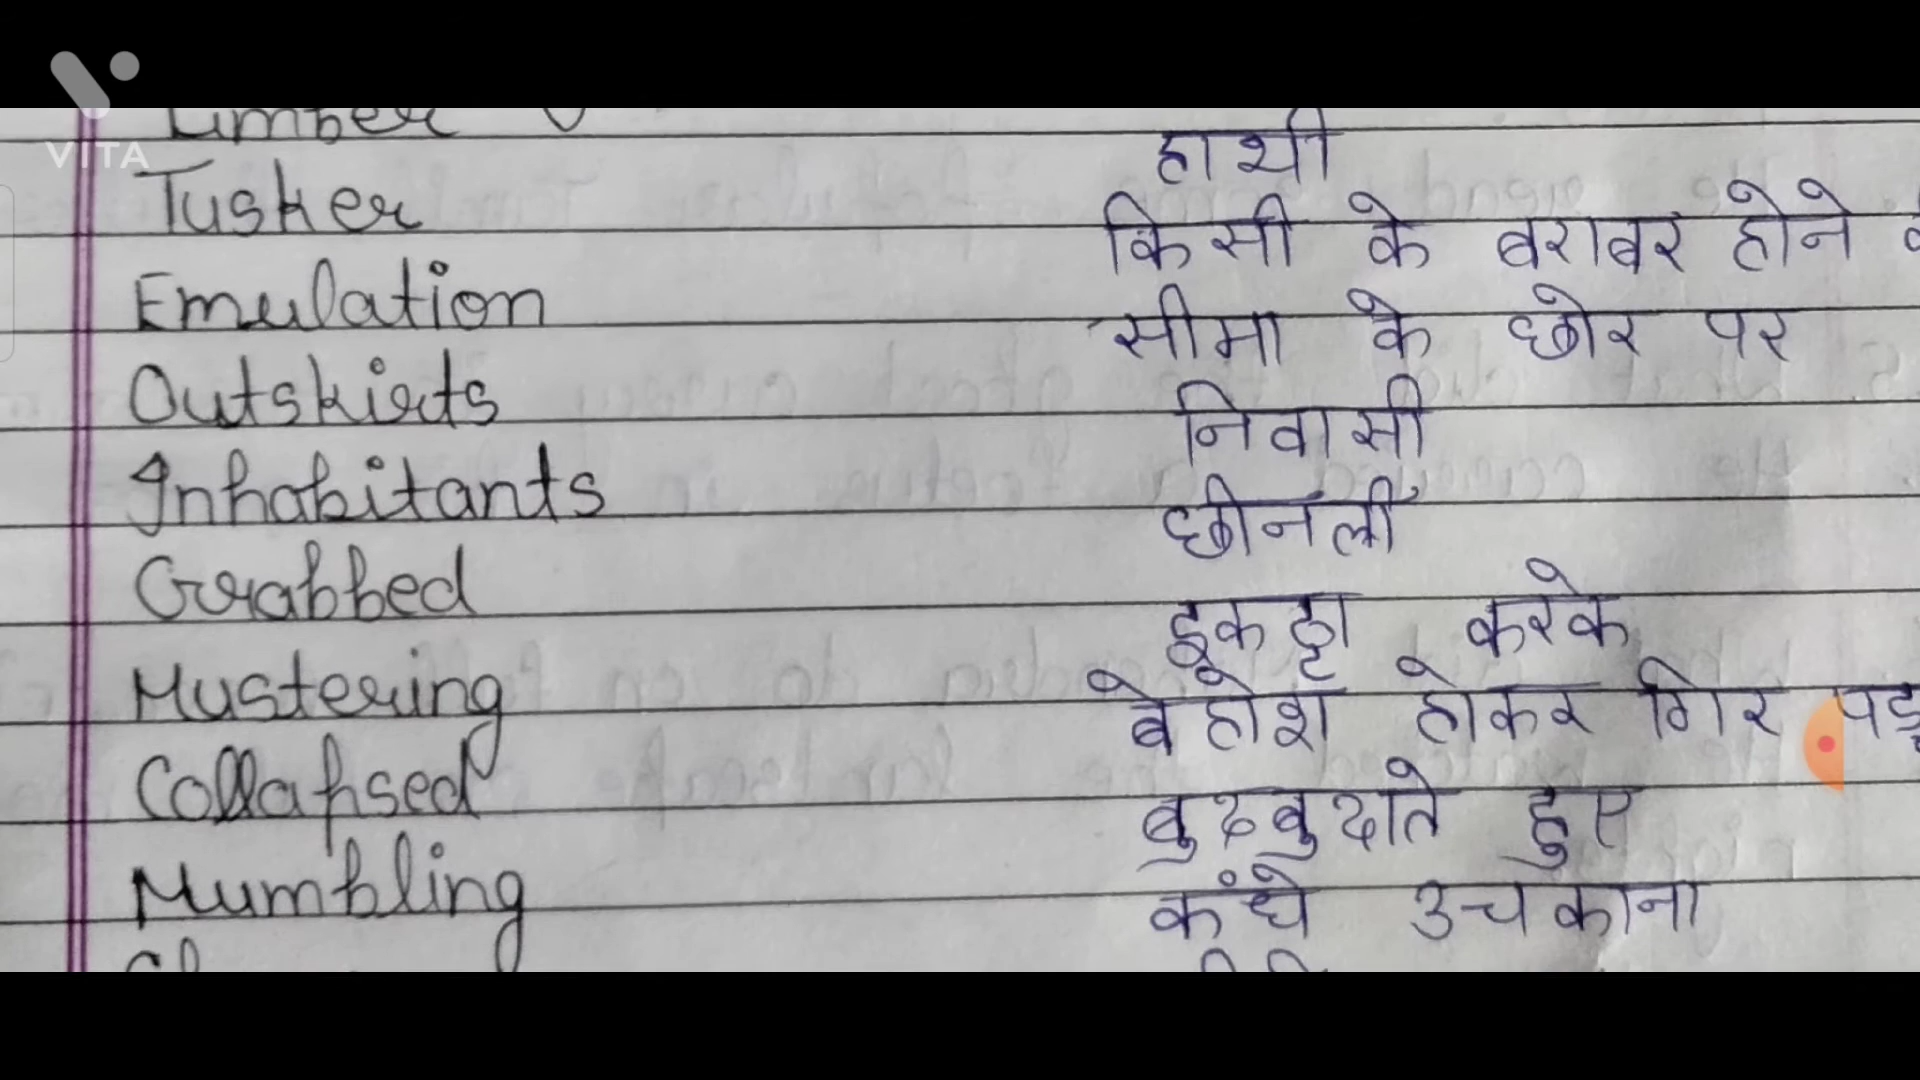 VITA
Timber
Tusker हाथी
Emulation किसी के बराबर होने
Outskirts सीमा के छोर पर
Inhabitants निवासी
Grabbed छीनली
Mustering इकट्ठा करके
Collapsed बेहोश होकर गिर पड़
Mumbling बुदबुदाते हुए
कंधे उचकाना